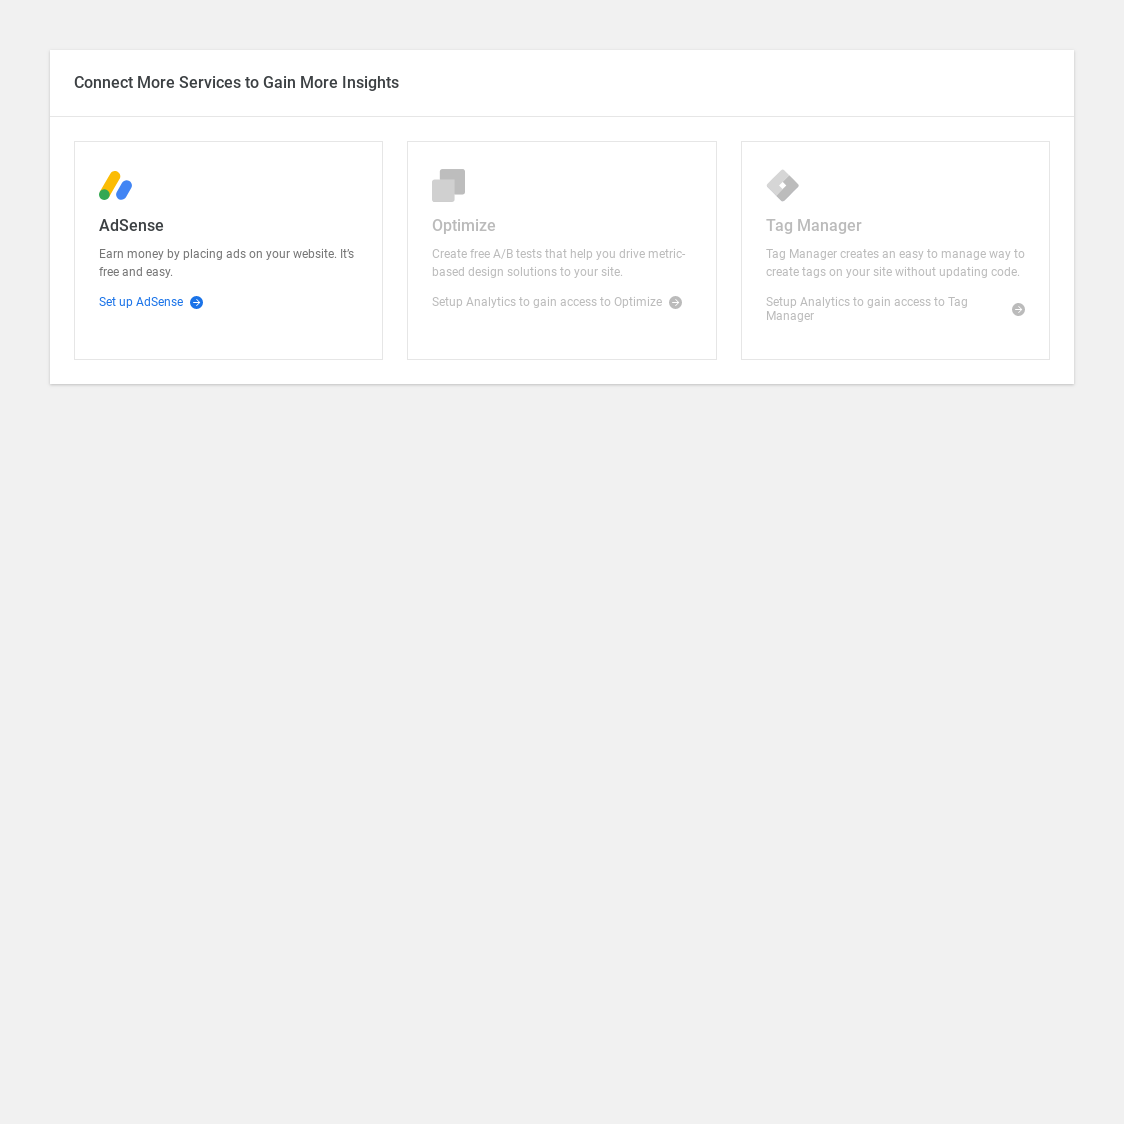 Connect More Services to Gain More Insights
AdSense
Earn money by placing ads on your website. It’s
free and easy.
Set up AdSense
Optimize
Create free A/B tests that help you drive metric-
based design solutions to your site.
Setup Analytics to gain access to Optimize
Tag Manager
Tag Manager creates an easy to manage way to
create tags on your site without updating code.
Setup Analytics to gain access to Tag
Manager